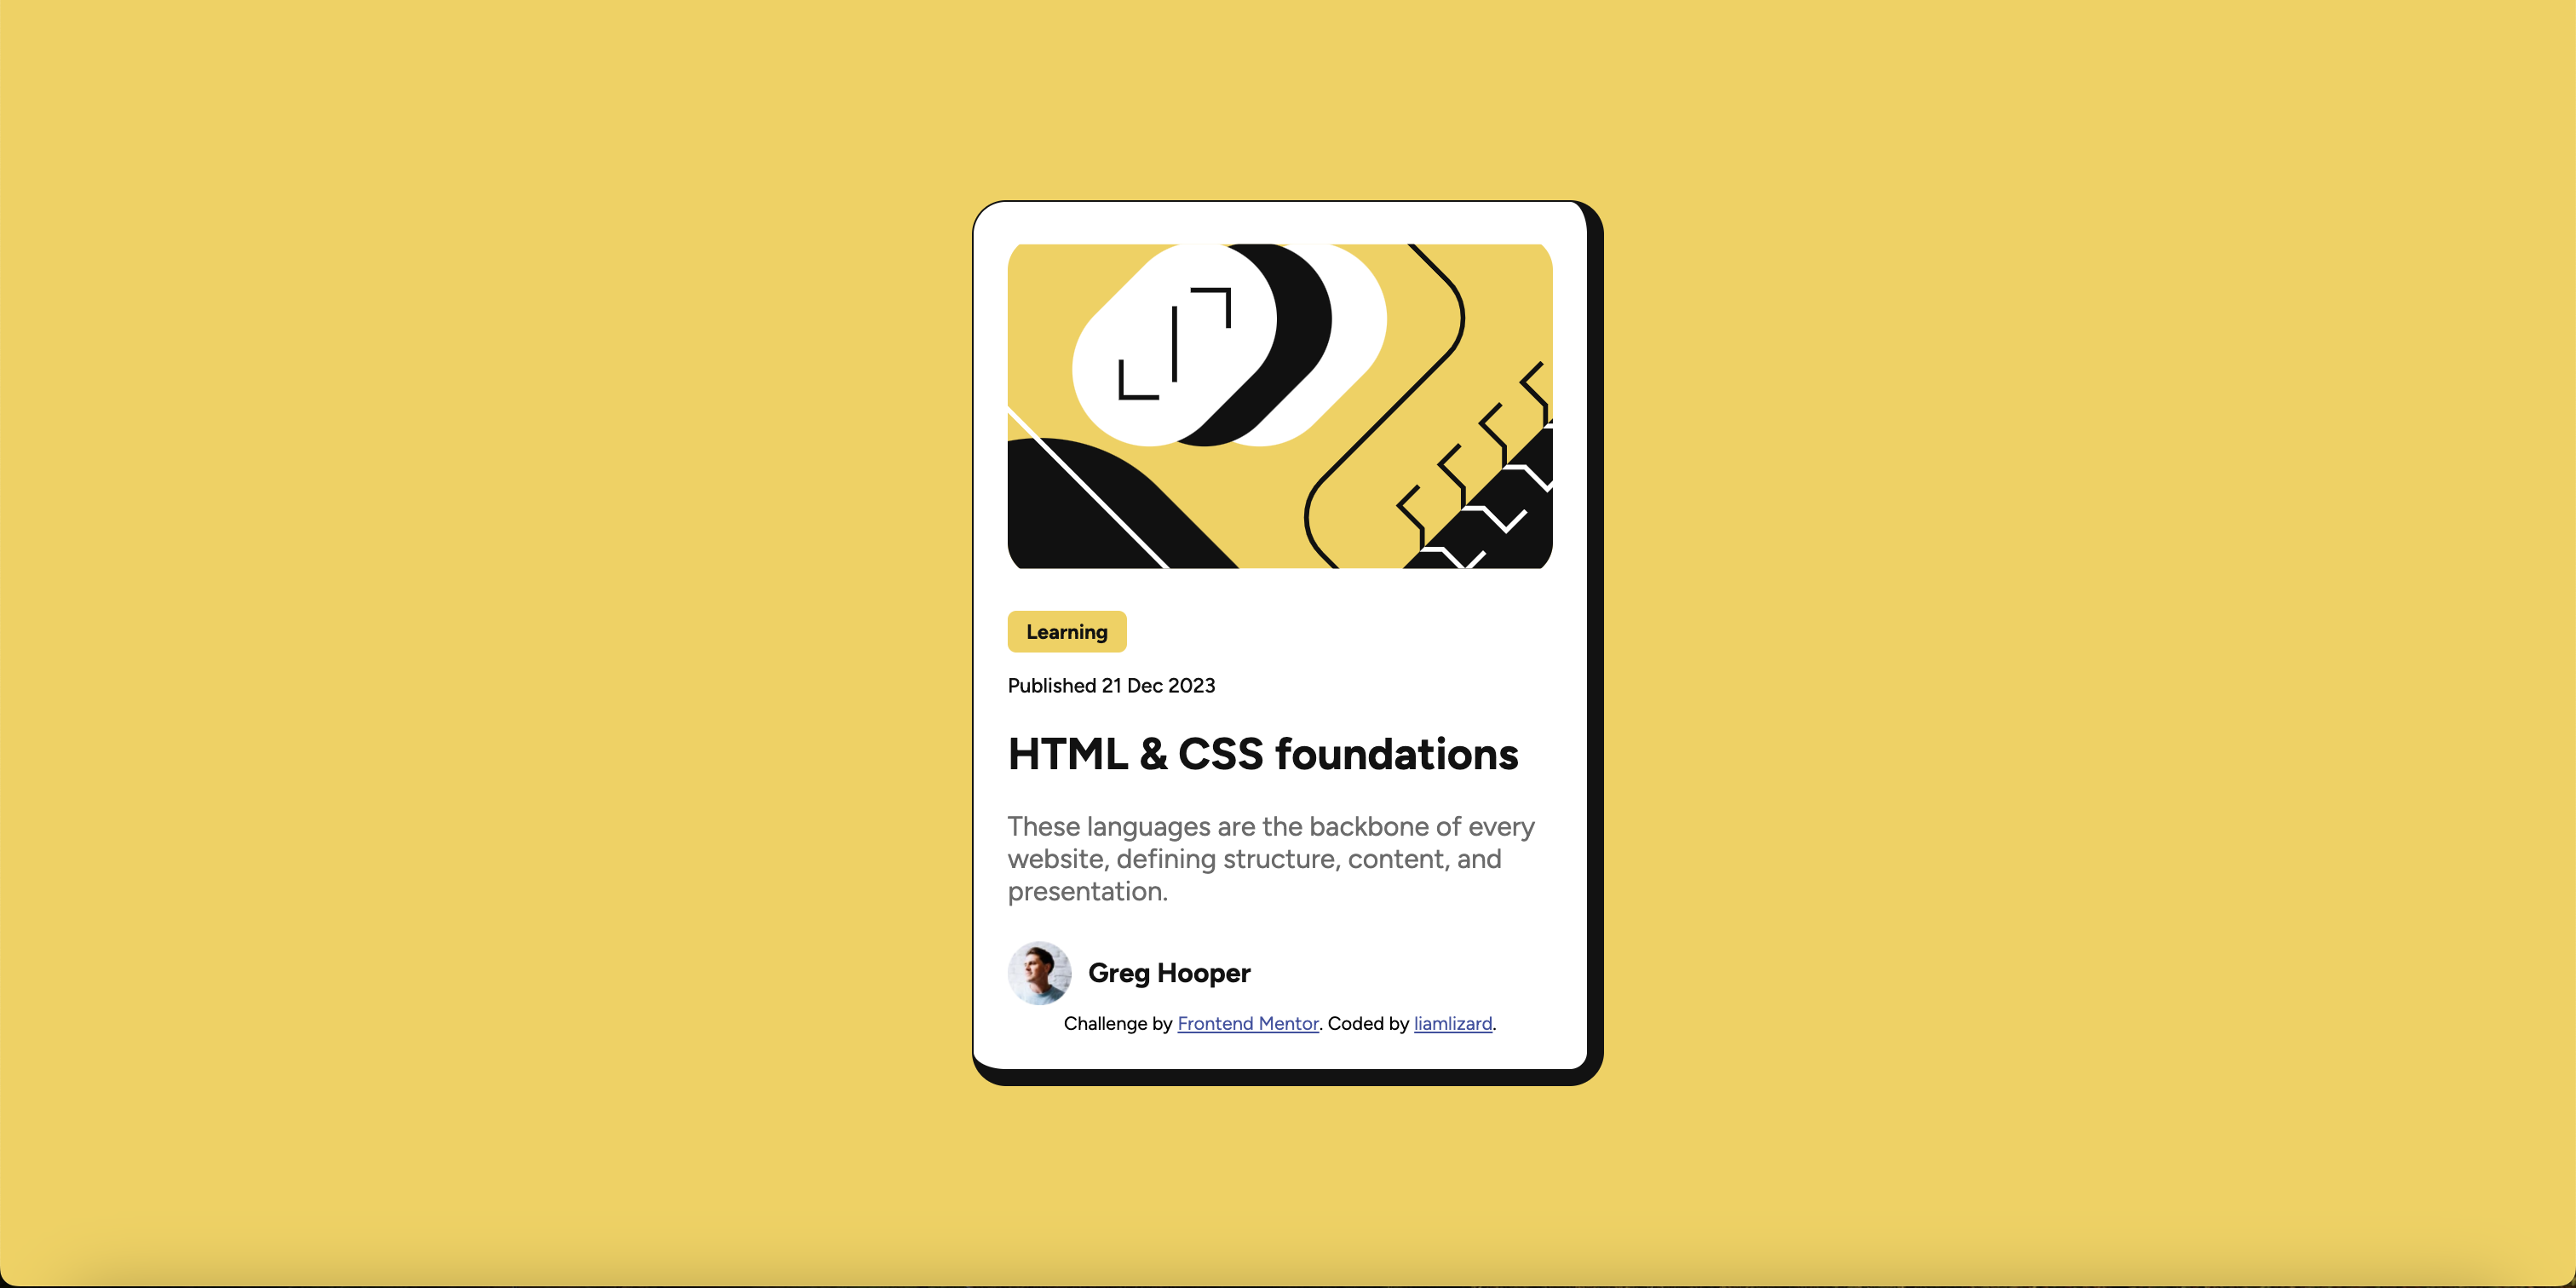 Learning
Published 21 Dec 2023
HTML & CSS foundations
These languages are the backbone of every
website, defining structure, content, and
presentation.
Greg Hooper
Challenge by Frontend Mentor. Coded by liamlizard.